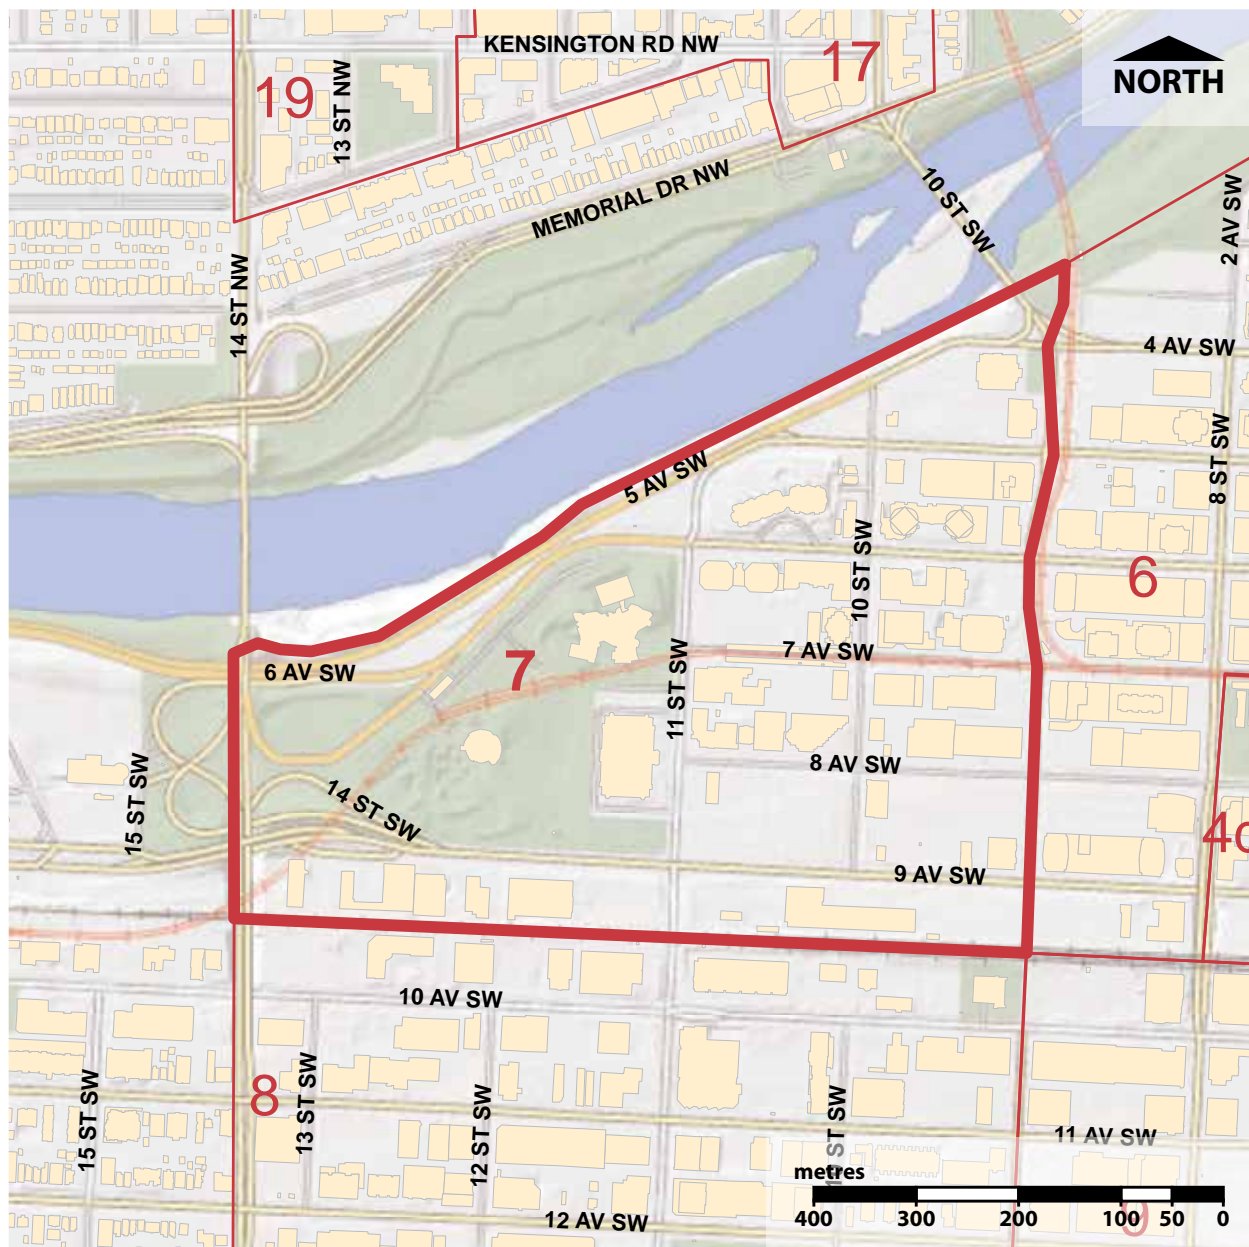 KENSINGTON RD NW
17
NORTH
19
13 ST NW
10 ST SW
MEMORIAL DR NW
2 AV SW
14 ST NW
4 AV SW
8 ST SW
5 AV SW
10 ST SW
6
7 AV SW
6 AV SW
7
11 ST SW
8 AV SW
15 ST SW
14 ST SW
9 AV SW
10 AV SW
8
13 ST SW
15 ST SW
12 ST SW
ST SW
11 AV SW
metres
400 300 200 100 50 0
9
12 AV SW